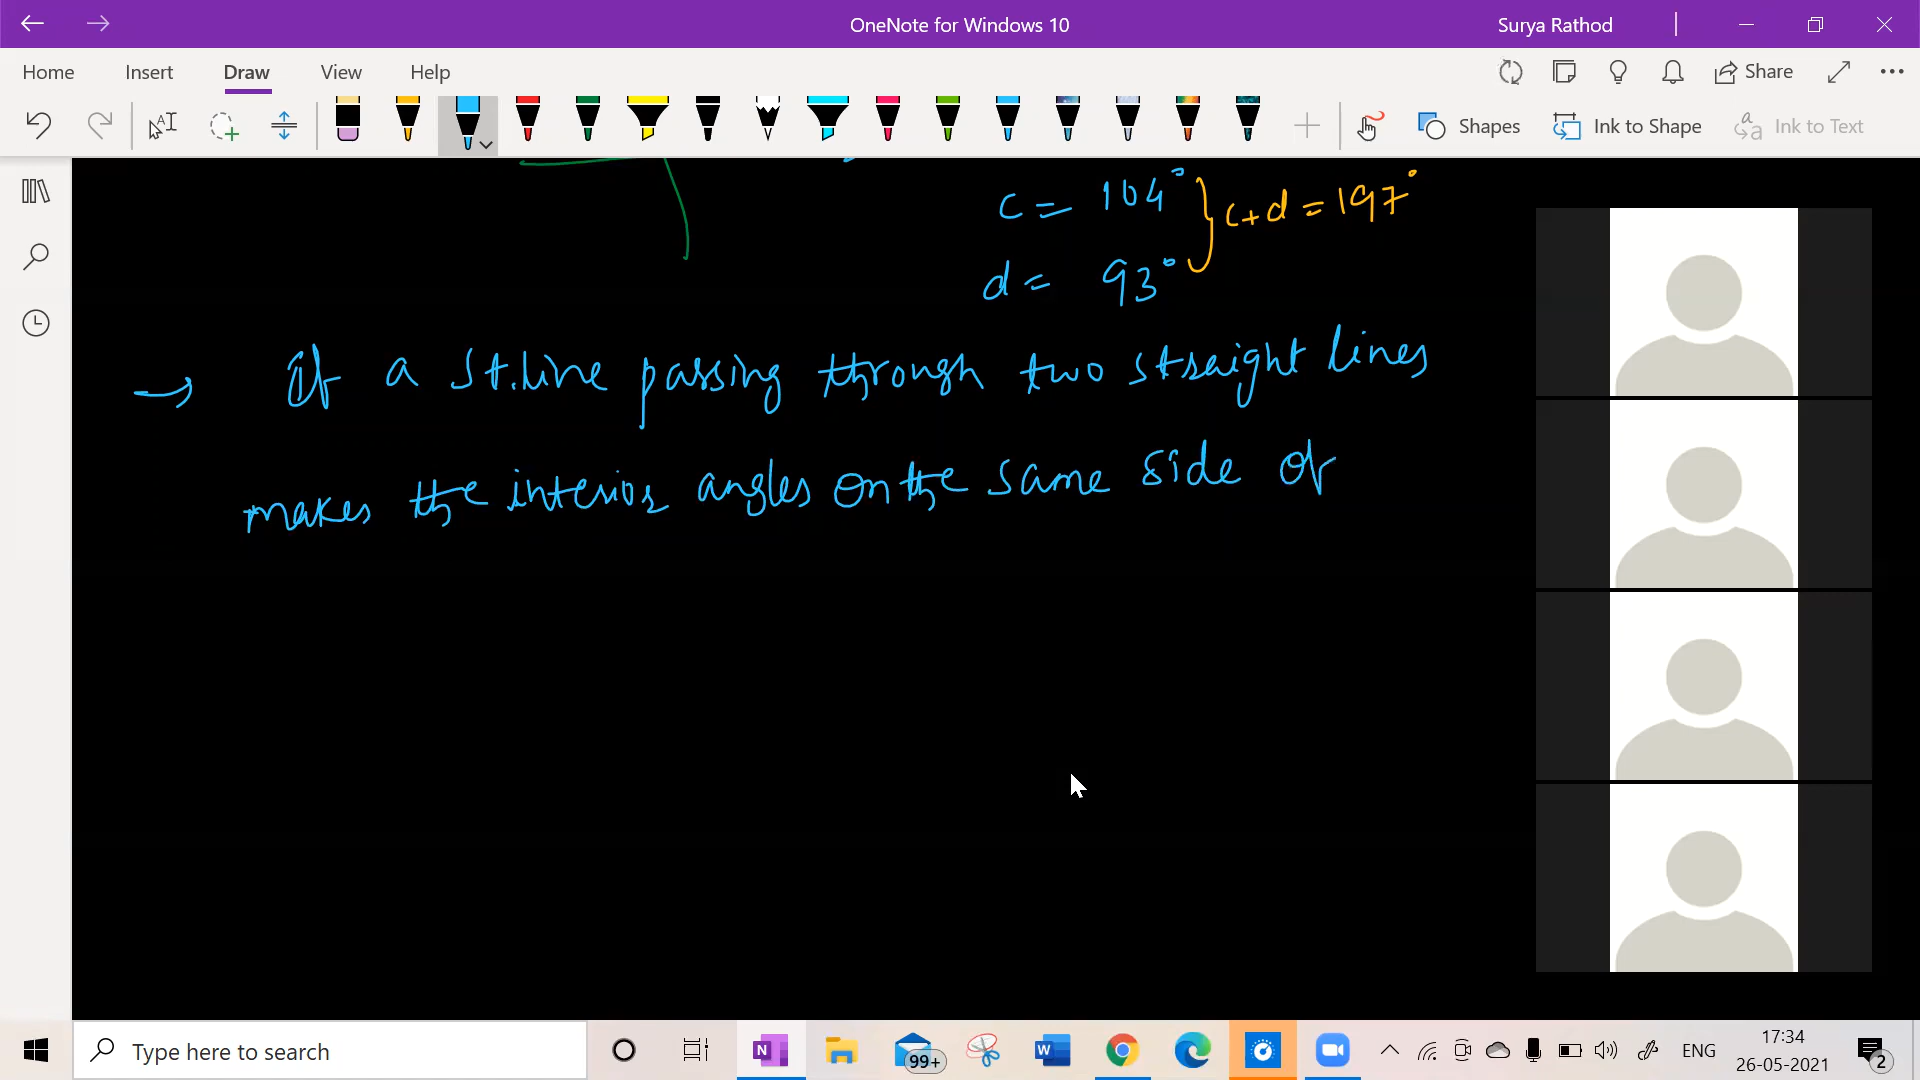 OneNote for Windows 10
Surya Rathod
Home Insert Draw View Help
Share
Shapes Ink to Shape Ink to Text
c = 104°
c+d = 197°
d = 93°
→ If a St.line passing through two straight lines
makes the interior angles on the same side of
Type here to search
99+
ENG
17:34
26-05-2021
2